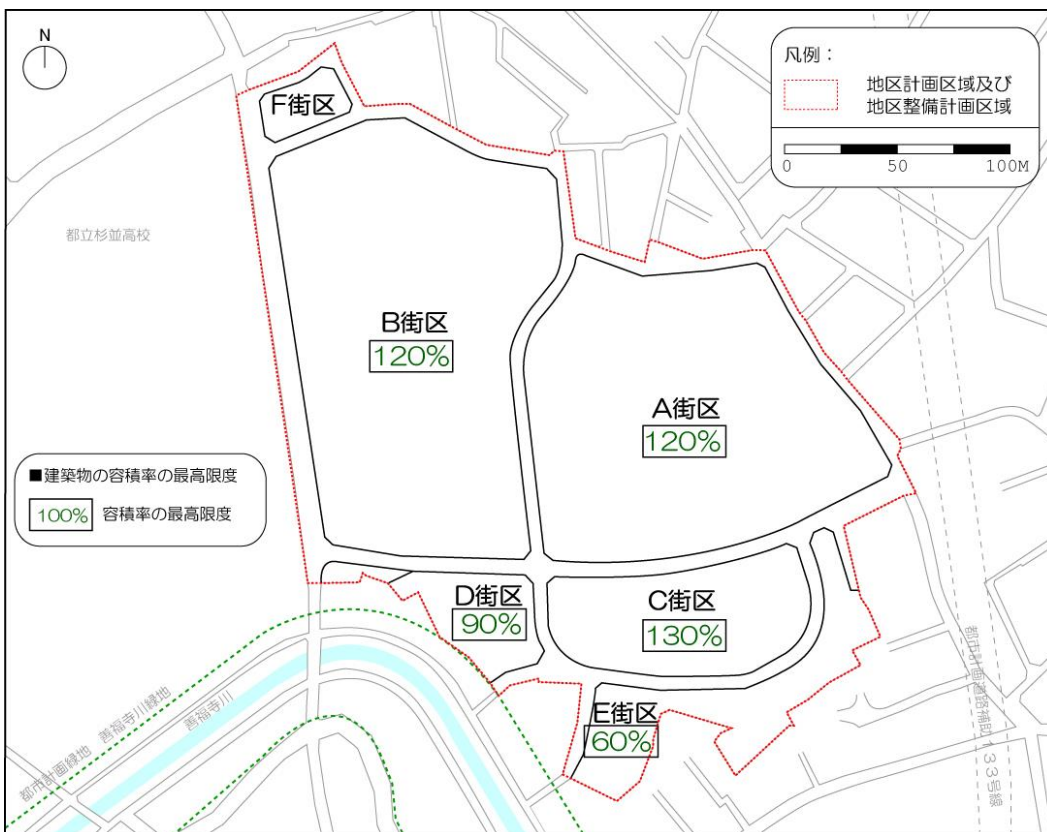 N
凡例：
地区計画区域及び
地区整備計画区域
0 50 100M
F街区
都立杉並高校
B街区
120%
A街区
120%
■建築物の容積率の最高限度
100% 容積率の最高限度
D街区
90%
C街区
130%
E街区
60%
都市計画緑地 善福寺川緑地
善福寺川
都市計画道路補助133号線